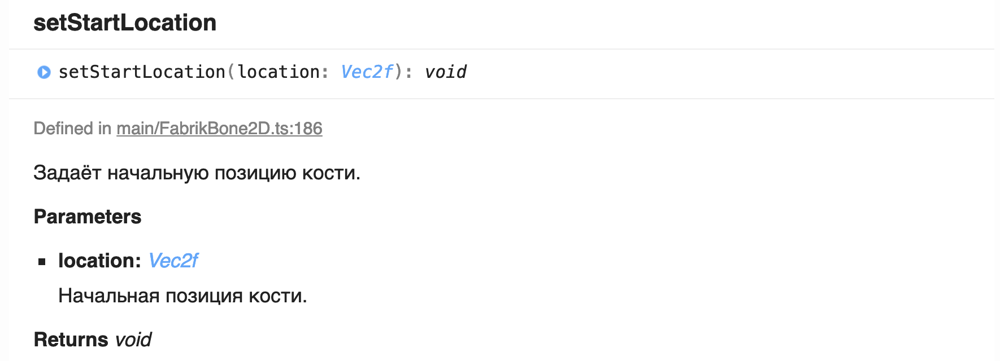 setStartLocation
setStartLocation(location: Vec2f): void
Defined in main/FabrikBone2D.ts:186
Задаёт начальную позицию кости.
Parameters
location: Vec2f
Начальная позиция кости.
Returns void